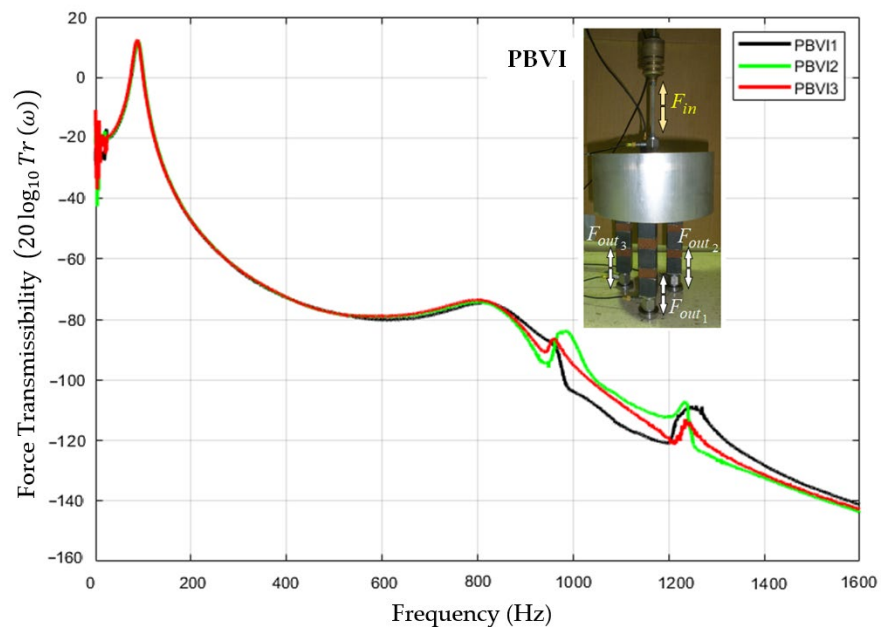 20
0
−20
−40
−60
−80
−100
−120
−140
−160
0
200
400
600
800
1000
1200
1400
1600
Force Transmissibility (20 log₁₀ Tr (ω))
Frequency (Hz)
PBVI
F_in
F_out₃
F_out₂
F_out₁
PBVI1
PBVI2
PBVI3